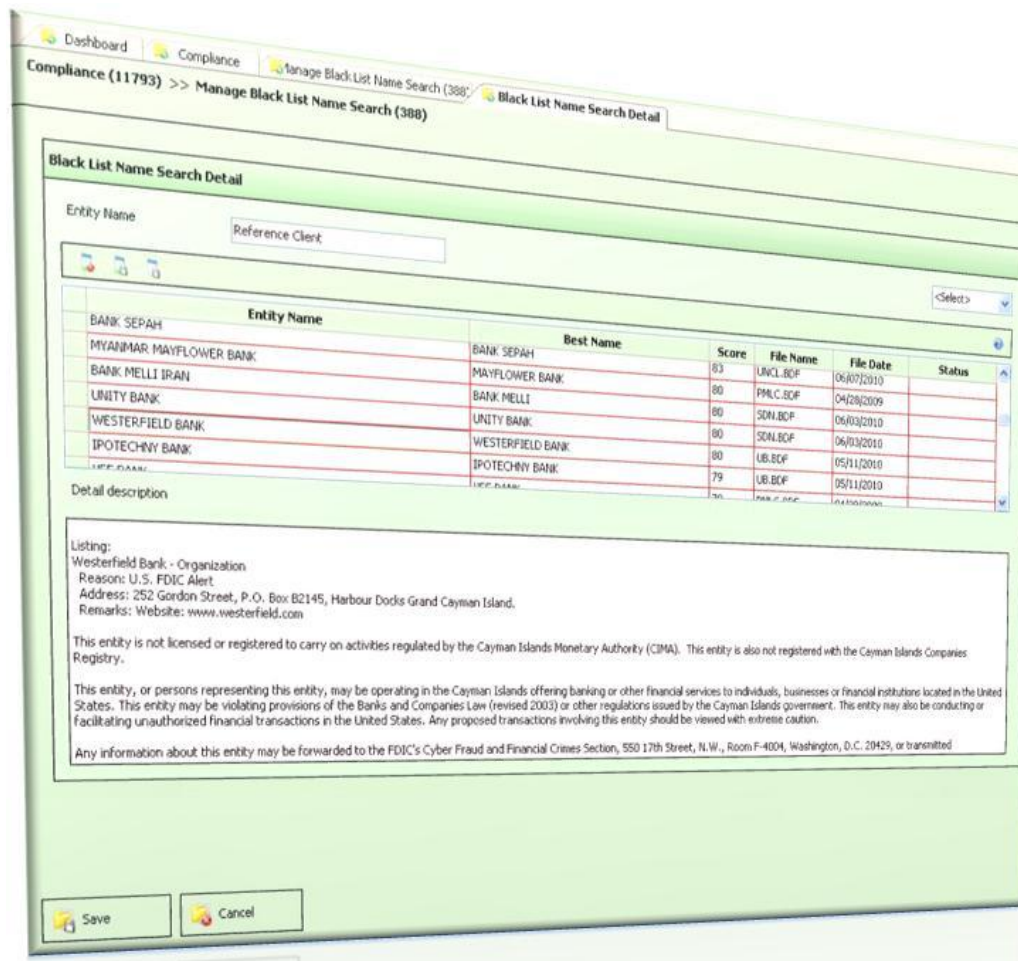 Dashboard
Compliance
Manage Black List Name Search (388)
Black List Name Search Detail
Compliance (11793) >> Manage Black List Name Search (388)
Black List Name Search Detail
Entity Name
Reference Client
<Select>
Entity Name Best Name Score File Name File Date Status
BANK SEPAH BANK SEPAH 83 UNCL.BDF 06/07/2010
MYANMAR MAYFLOWER BANK MAYFLOWER BANK 80 PMLC.BDF 04/28/2009
BANK MELLI IRAN BANK MELLI 80 SDN.BDF 06/03/2010
UNITY BANK UNITY BANK 80 SDN.BDF 06/03/2010
WESTERFIELD BANK WESTERFIELD BANK 80 UB.BDF 05/11/2010
IPOTECHNY BANK IPOTECHNY BANK 79 UB.BDF 05/11/2010
Detail description
Listing:
Westerfield Bank - Organization
Reason: U.S. FDIC Alert
Address: 252 Gordon Street, P.O. Box B2145, Harbour Docks Grand Cayman Island.
Remarks: Website: www.westerfield.com
This entity is not licensed or registered to carry on activities regulated by the Cayman Islands Monetary Authority (CIMA). This entity is also not registered with the Cayman Islands Companies
Registry.
This entity, or persons representing this entity, may be operating in the Cayman Islands offering banking or other financial services to individuals, businesses or financial institutions located in the United
States. This entity may be violating provisions of the Banks and Companies Law (revised 2003) or other regulations issued by the Cayman Islands government. This entity may also be conducting or
facilitating unauthorized financial transactions in the United States. Any proposed transactions involving this entity should be viewed with extreme caution.
Any information about this entity may be forwarded to the FDIC's Cyber Fraud and Financial Crimes Section, 550 17th Street, N.W., Room F-4004, Washington, D.C. 20429, or transmitted
Save
Cancel